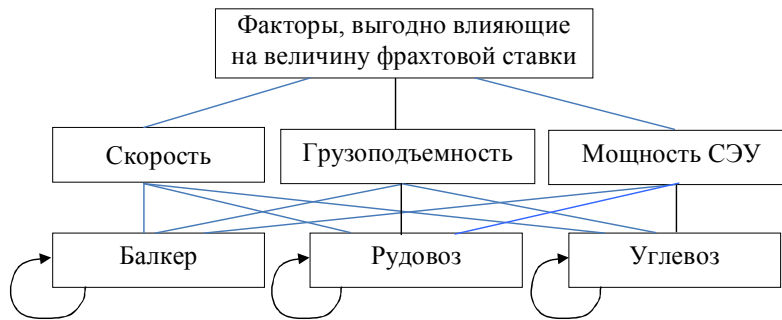 Факторы, выгодно влияющие
на величину фрахтовой ставки
Скорость
Грузоподъемность
Мощность СЭУ
Балкер
Рудовоз
Углевоз